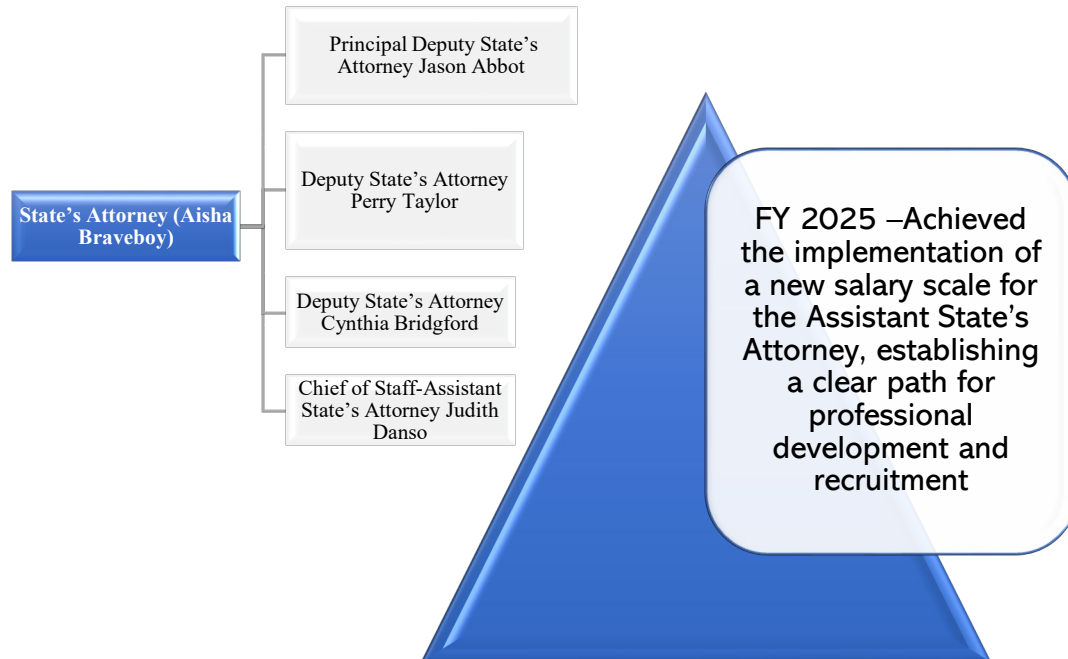 Principal Deputy State’s
Attorney Jason Abbot
Deputy State’s Attorney
Perry Taylor
State’s Attorney (Aisha
Braveboy)
Deputy State’s Attorney
Cynthia Bridgford
Chief of Staff-Assistant
State’s Attorney Judith
Danso
FY 2025 –Achieved
the implementation of
a new salary scale for
the Assistant State’s
Attorney, establishing
a clear path for
professional
development and
recruitment